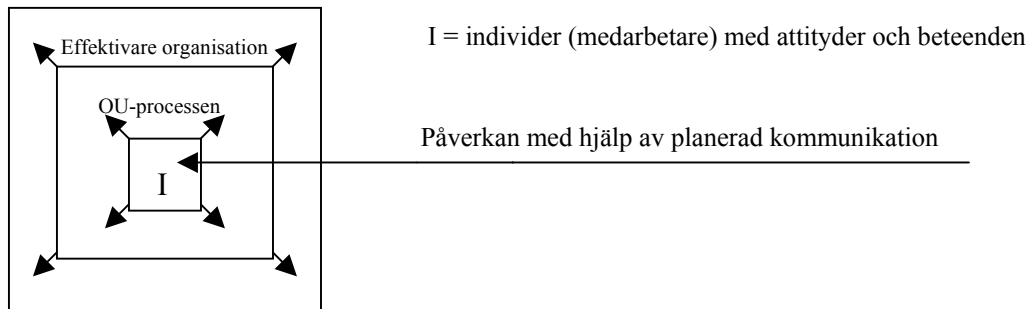 I = individer (medarbetare) med attityder och beteenden
Effektivare organisation
OU-processen
Påverkan med hjälp av planerad kommunikation
I